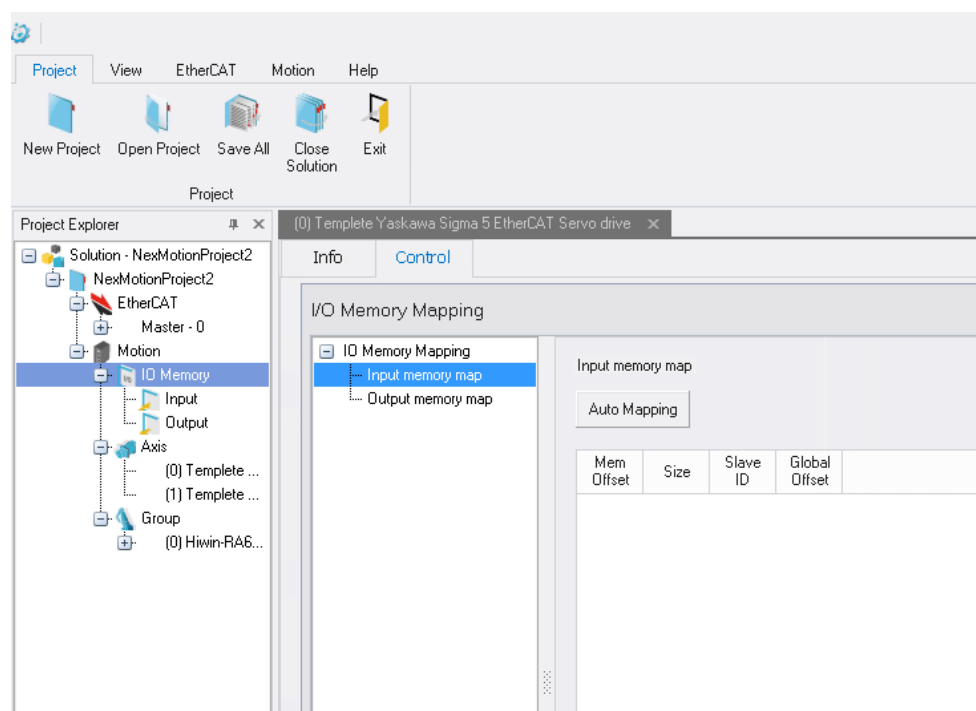 Project View EtherCAT Motion Help
New Project Open Project Save All Close Solution Exit
Project
Project Explorer
Solution - NexMotionProject2
NexMotionProject2
EtherCAT
Master - 0
Motion
IO Memory
Input
Output
Axis
(0) Templete ...
(1) Templete ...
Group
(0) Hiwin-RA6...
(0) Templete Yaskawa Sigma 5 EtherCAT Servo drive
Info Control
I/O Memory Mapping
IO Memory Mapping
Input memory map
Output memory map
Input memory map
Auto Mapping
Mem Offset Size Slave ID Global Offset